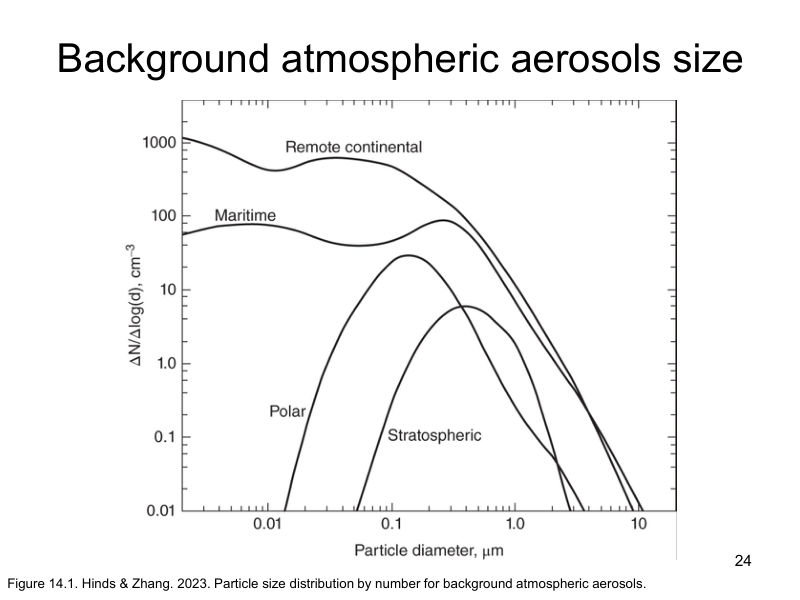 Background atmospheric aerosols size
1000
100
10
1.0
0.1
0.01
ΔN/Δlog(d), cm⁻³
Remote continental
Maritime
Polar
Stratospheric
0.01 0.1 1.0 10
Particle diameter, μm
24
Figure 14.1. Hinds & Zhang. 2023. Particle size distribution by number for background atmospheric aerosols.